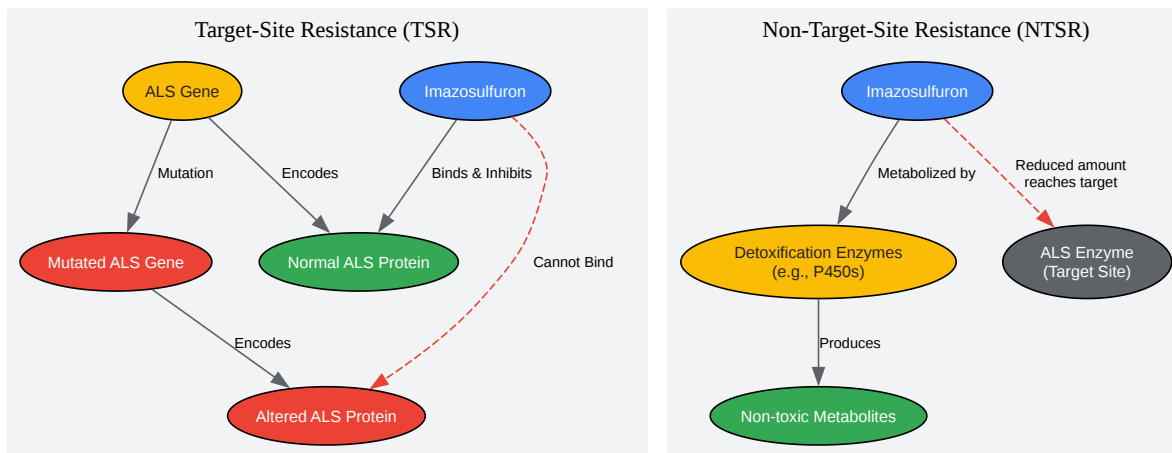 Target-Site Resistance (TSR)
ALS Gene
Imazosulfuron
Mutation
Encodes
Binds & Inhibits
Mutated ALS Gene
Normal ALS Protein
Cannot Bind
Encodes
Altered ALS Protein
Non-Target-Site Resistance (NTSR)
Imazosulfuron
Metabolized by
Reduced amount
reaches target
Detoxification Enzymes
(e.g., P450s)
ALS Enzyme
(Target Site)
Produces
Non-toxic Metabolites